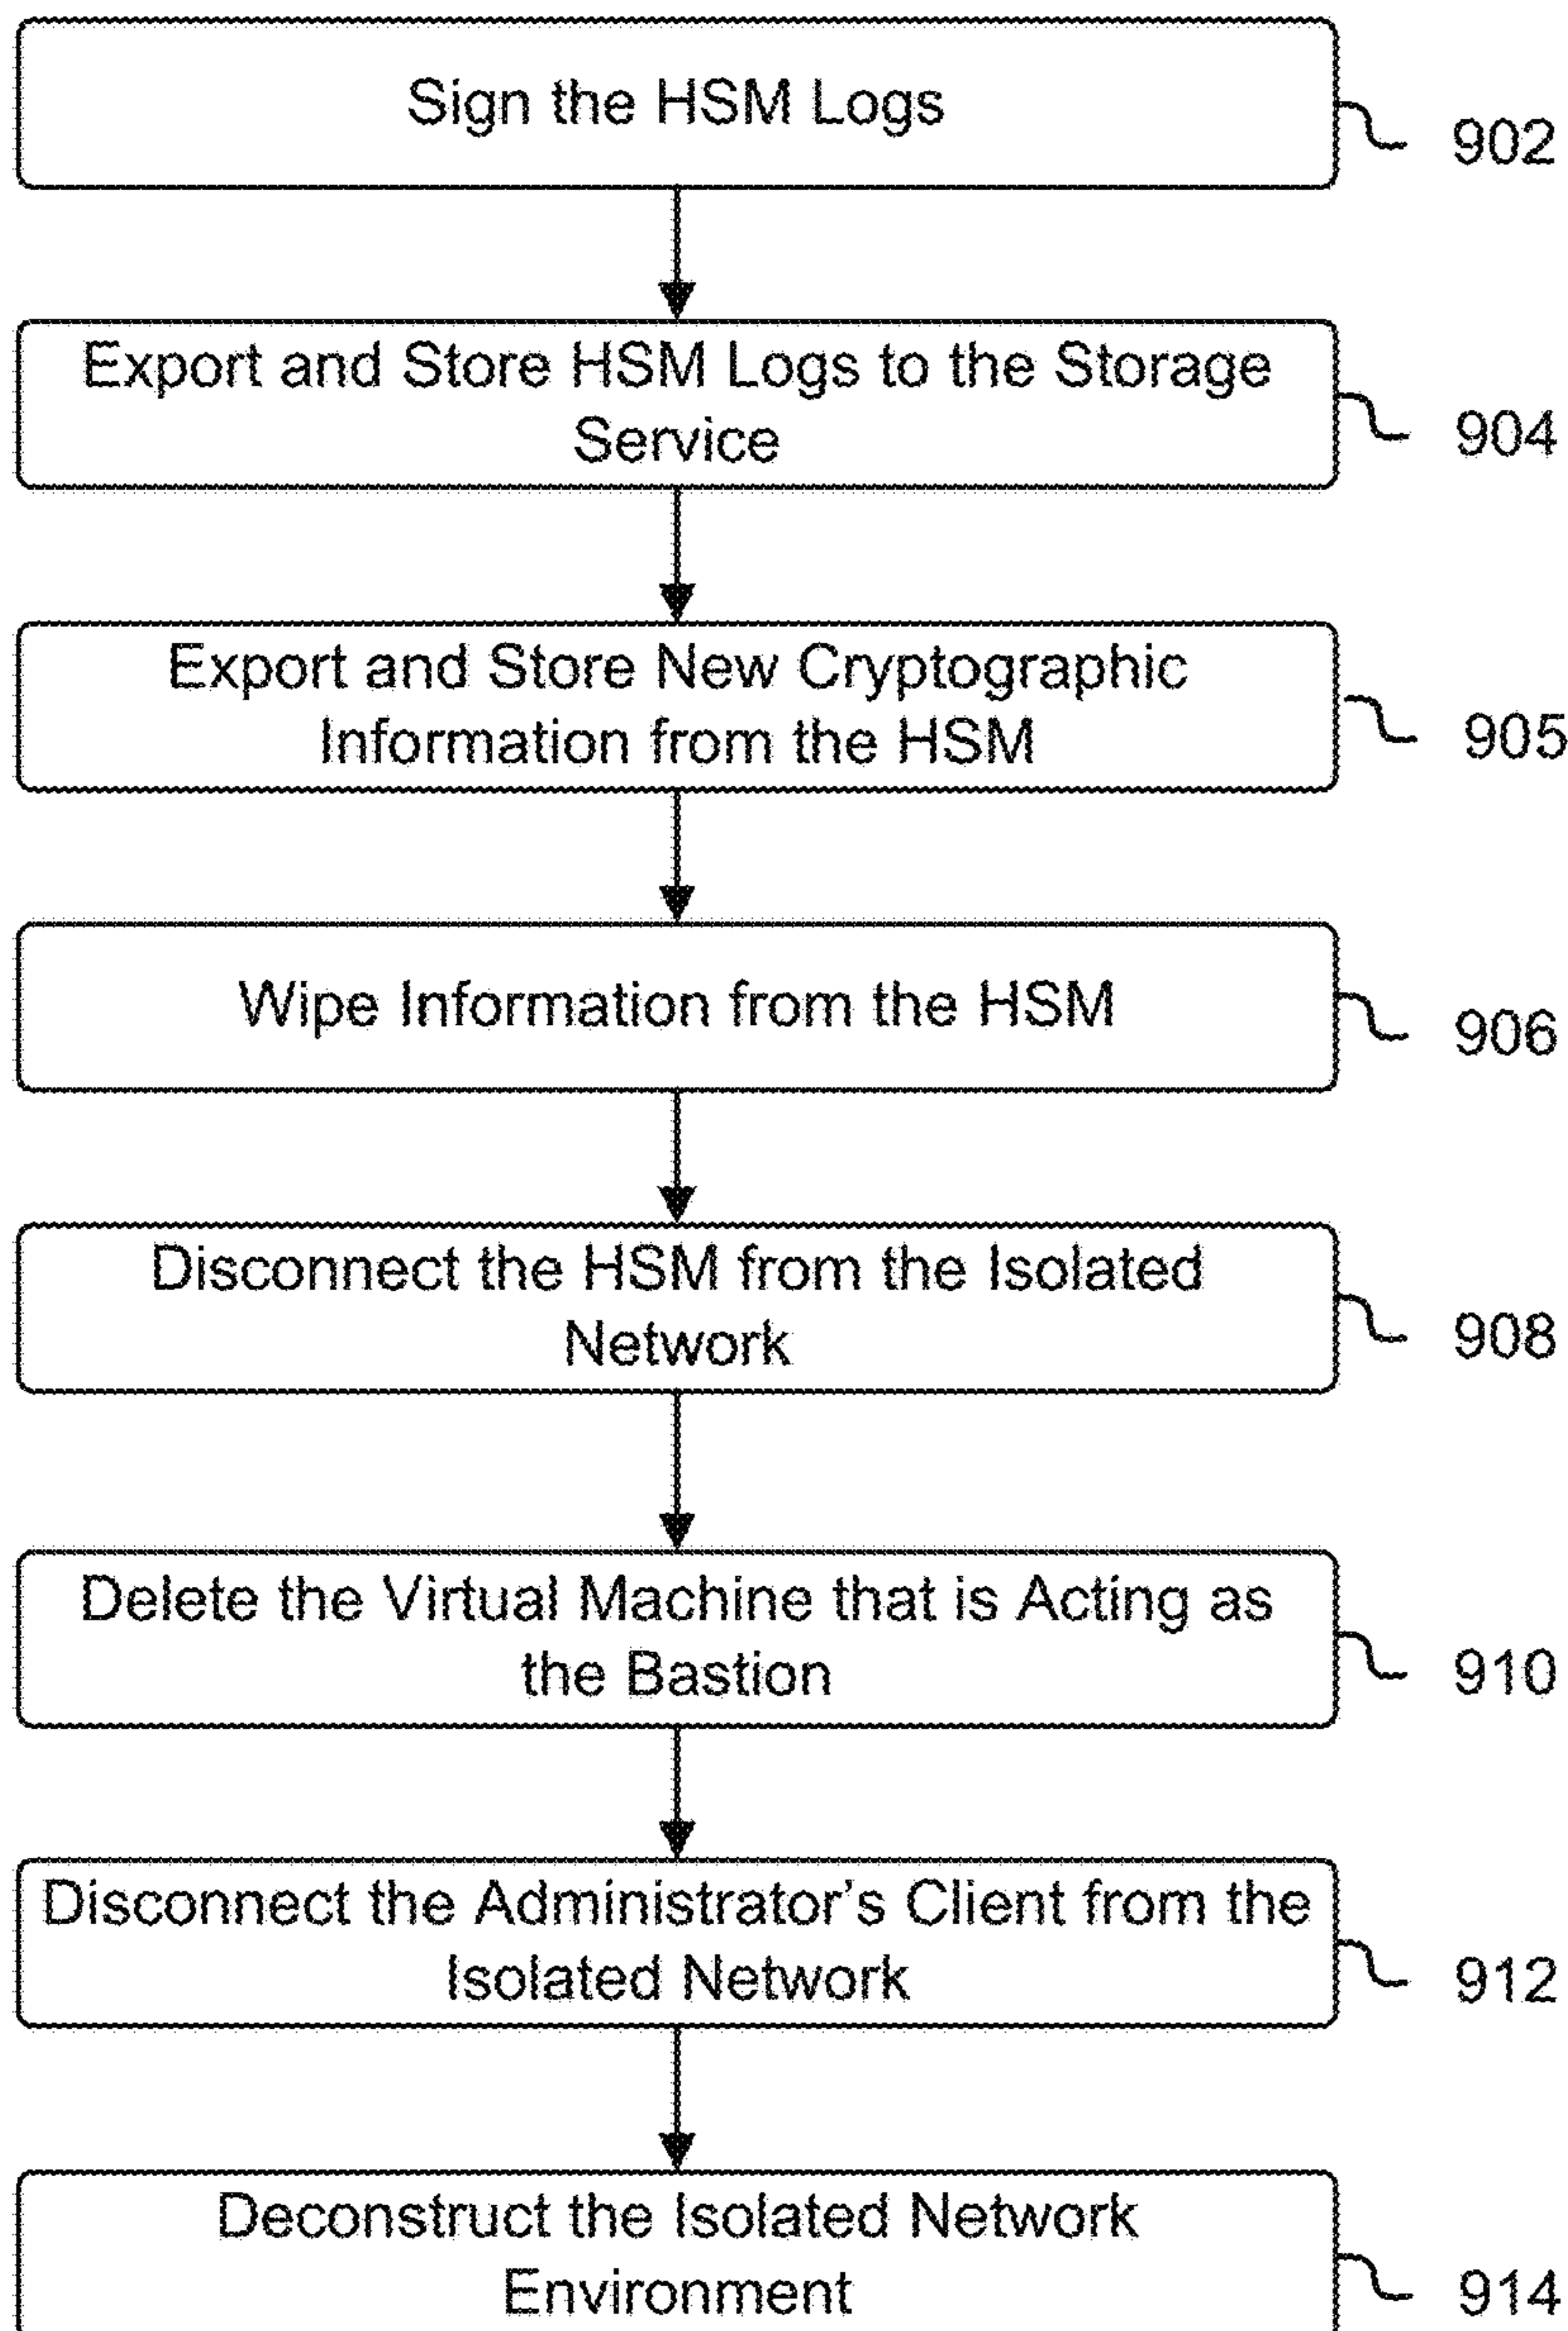 Sign the HSM Logs
902
Export and Store HSM Logs to the Storage
Service
904
Export and Store New Cryptographic
Information from the HSM
905
Wipe Information from the HSM
906
Disconnect the HSM from the Isolated
Network
908
Delete the Virtual Machine that is Acting as
the Bastion
910
Disconnect the Administrator's Client from the
Isolated Network
912
Deconstruct the Isolated Network
Environment
914